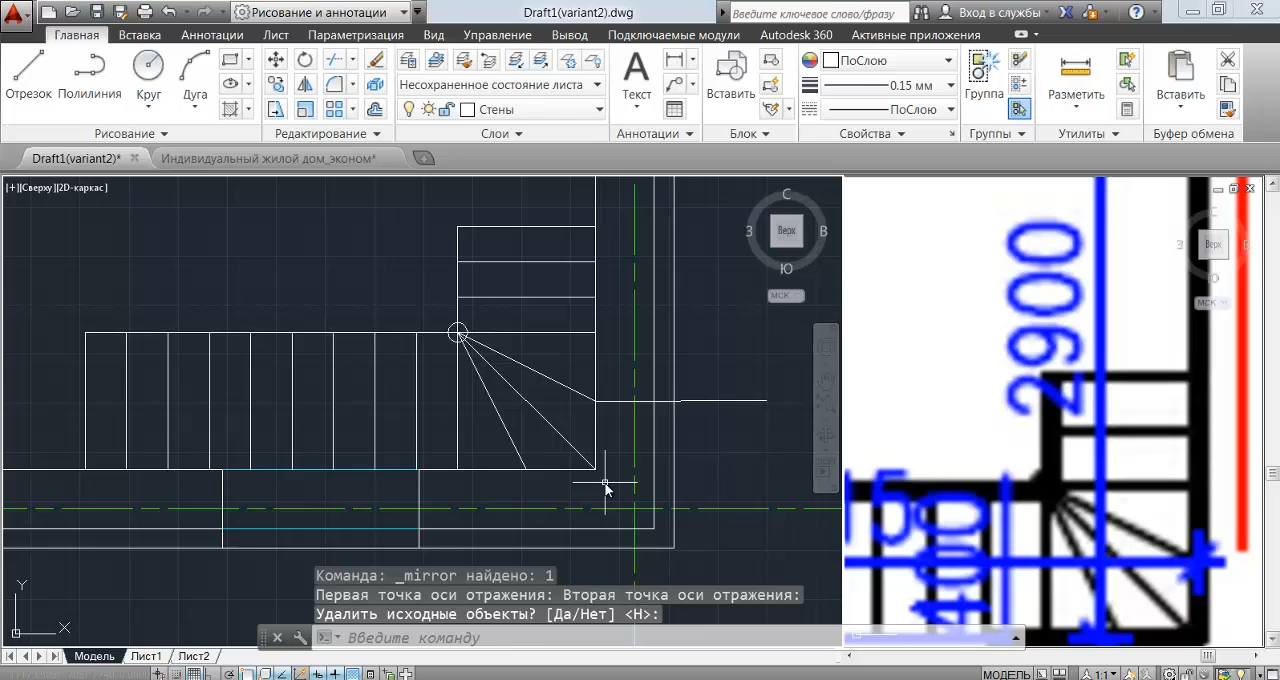 Рисование и аннотации
Draft1(variant2).dwg
Введите ключевое слово/фразу
Вход в службы
Главная Вставка Аннотации Лист Параметризация Вид Управление Вывод Подключаемые модули Autodesk 360 Активные приложения
Отрезок Полилиния Круг Дуга
Несохраненное состояние листа
Стены
Текст
Вставить
ПоСлою
0.15 мм
ПоСлою
Группа
Разметить
Вставить
Рисование Редактирование Слои Аннотации Блок Свойства Группы Утилиты Буфер обмена
Draft1(variant2)* Индивидуальный жилой дом_эконом*
[+][Сверху][2D-каркас]
С
З Верх В
Ю
МСК
2900
С
З Верх В
Ю
МСК
15
400
Команда: _mirror найдено: 1
Первая точка оси отражения: Вторая точка оси отражения:
Удалить исходные объекты? [Да/Нет] <Н>:
Введите команду
Y
X
Модель Лист1 Лист2
МОДЕЛЬ
1:1